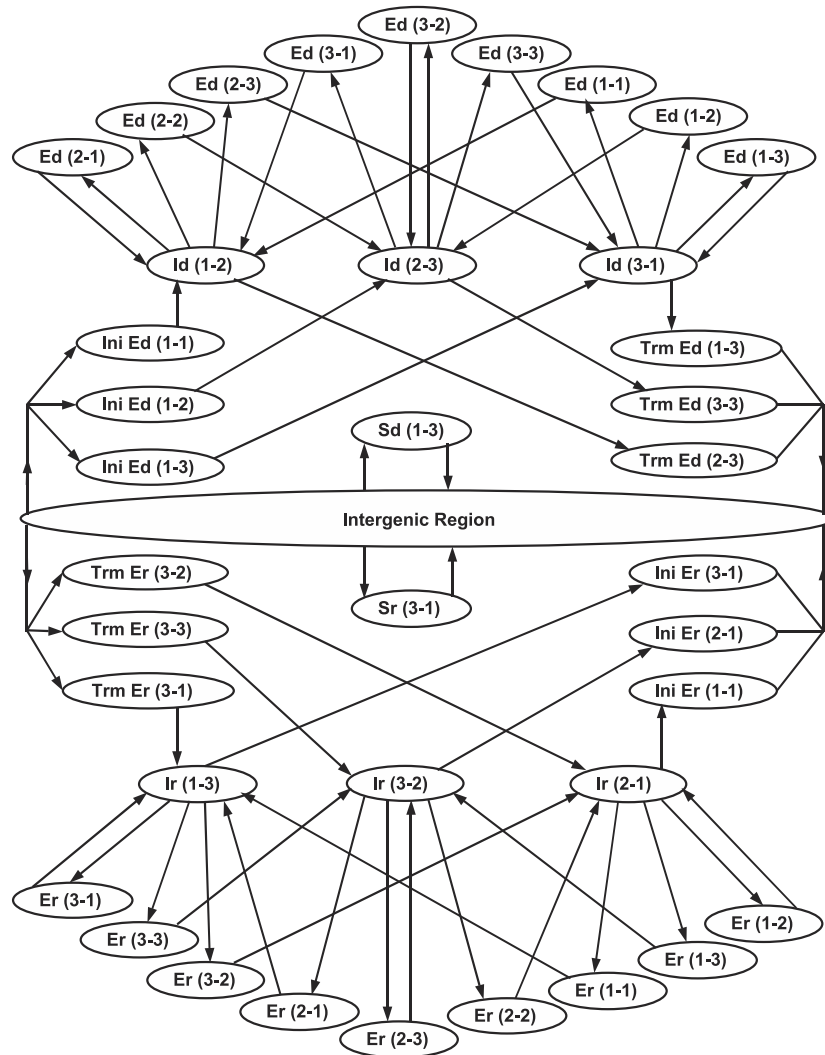 Ed (3-2)
Ed (3-1)
Ed (3-3)
Ed (2-3)
Ed (1-1)
Ed (2-2)
Ed (1-2)
Ed (2-1)
Ed (1-3)
Id (1-2)
Id (2-3)
Id (3-1)
Ini Ed (1-1)
Trm Ed (1-3)
Ini Ed (1-2)
Trm Ed (3-3)
Sd (1-3)
Ini Ed (1-3)
Trm Ed (2-3)
Intergenic Region
Trm Er (3-2)
Ini Er (3-1)
Sr (3-1)
Trm Er (3-3)
Ini Er (2-1)
Trm Er (3-1)
Ini Er (1-1)
Ir (1-3)
Ir (3-2)
Ir (2-1)
Er (3-1)
Er (1-2)
Er (3-3)
Er (1-3)
Er (3-2)
Er (1-1)
Er (2-1)
Er (2-2)
Er (2-3)